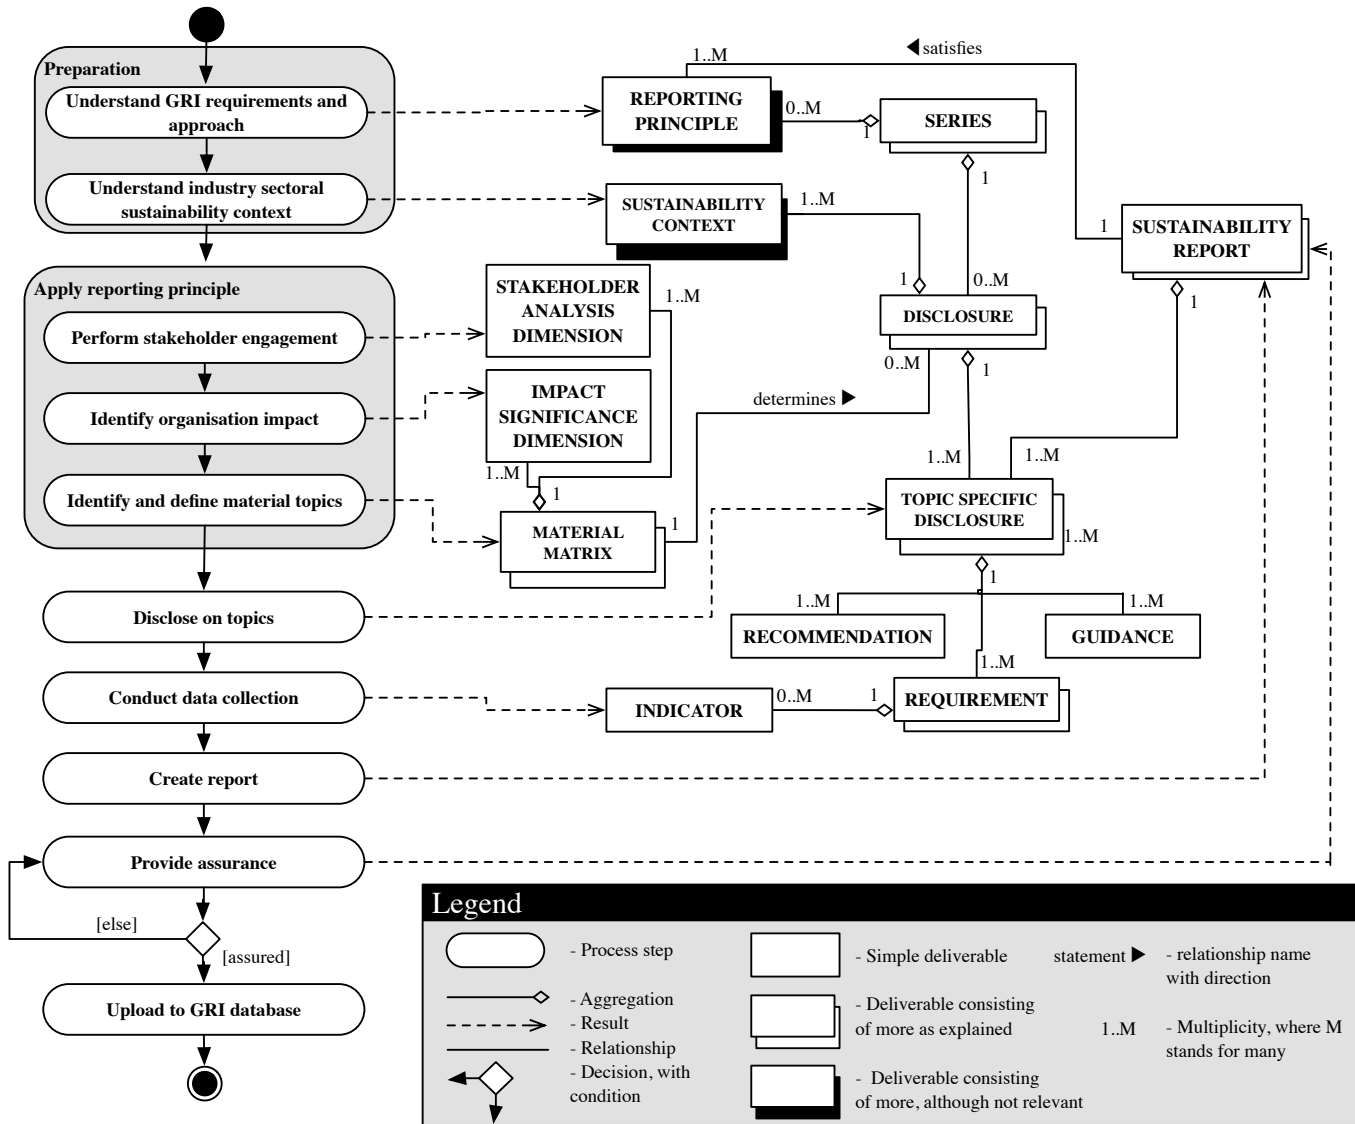 Preparation
Understand GRI requirements and
approach
Understand industry sectoral
sustainability context
Apply reporting principle
Perform stakeholder engagement
Identify organisation impact
Identify and define material topics
Disclose on topics
Conduct data collection
Create report
Provide assurance
[else]
[assured]
Upload to GRI database
satisfies
1..M
REPORTING
PRINCIPLE
0..M
1
SERIES
1
SUSTAINABILITY
CONTEXT
1..M
1
0..M
DISCLOSURE
0..M
1
1
SUSTAINABILITY
REPORT
1
STAKEHOLDER
ANALYSIS
DIMENSION
1..M
IMPACT
SIGNIFICANCE
DIMENSION
1..M
1
determines
MATERIAL
MATRIX
1
1..M
1..M
TOPIC SPECIFIC
DISCLOSURE
1..M
1
1..M
1..M
RECOMMENDATION
GUIDANCE
1..M
INDICATOR
0..M
1
REQUIREMENT
Legend
- Process step
- Aggregation
- Result
- Relationship
- Decision, with
condition
- Simple deliverable
- Deliverable consisting
of more as explained
- Deliverable consisting
of more, although not relevant
statement
- relationship name
with direction
1..M
- Multiplicity, where M
stands for many